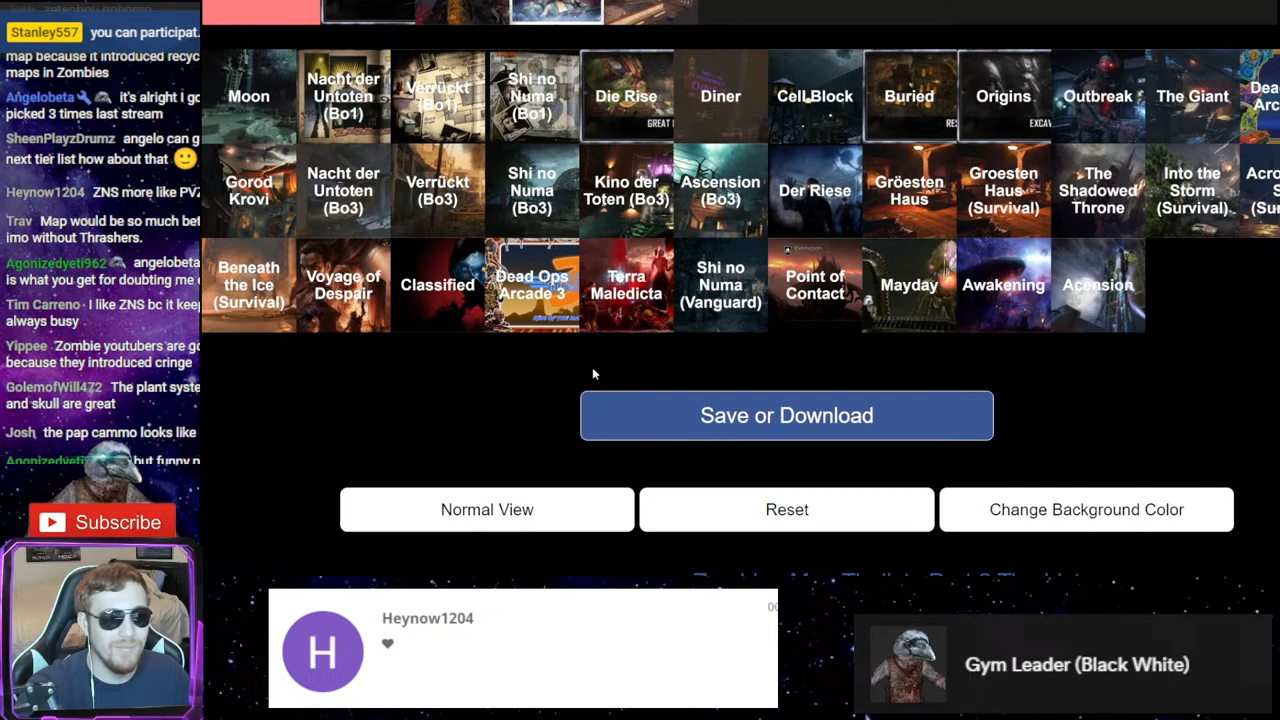 Stanley557 you can participat.
map because it introduced recyc
maps in Zombies
Angelobeta it's alright I go
picked 3 times last stream
SheenPlayzDrumz angelo can g
next tier list how about that
Heynow1204 ZNS more like PVZ
Trav Map would be so much bet
imo without Thrashers.
Agonizedyeti962 angelobeta
is what you get for doubting me
Tim Carreno I like ZNS bc it keep
always busy
Yippee Zombie youtubers are go
because they introduced cringe
GolemofWill472 The plant syste
and skull are great
Josh the pap cammo looks like
but funny
Subscribe
Moon
Nacht der Untoten (Bo1)
Verrückt (Bo1)
Shi no Numa (Bo1)
Die Rise
Diner
Cell Block
Buried
Origins
Outbreak
The Giant
Dea
Arc
Gorod Krovi
Nacht der Untoten (Bo3)
Verrückt (Bo3)
Shi no Numa (Bo3)
Kino der Toten (Bo3)
Ascension (Bo3)
Der Riese
Gröesten Haus
Groesten Haus (Survival)
The Shadowed Throne
Into the Storm (Survival)
Acro
S
(Su
Beneath the Ice (Survival)
Voyage of Despair
Classified
Dead Ops Arcade 3
Terra Maledicta
Shi no Numa (Vanguard)
Point of Contact
Mayday
Awakening
Acension
Save or Download
Normal View
Reset
Change Background Color
H
Heynow1204
Gym Leader (Black White)